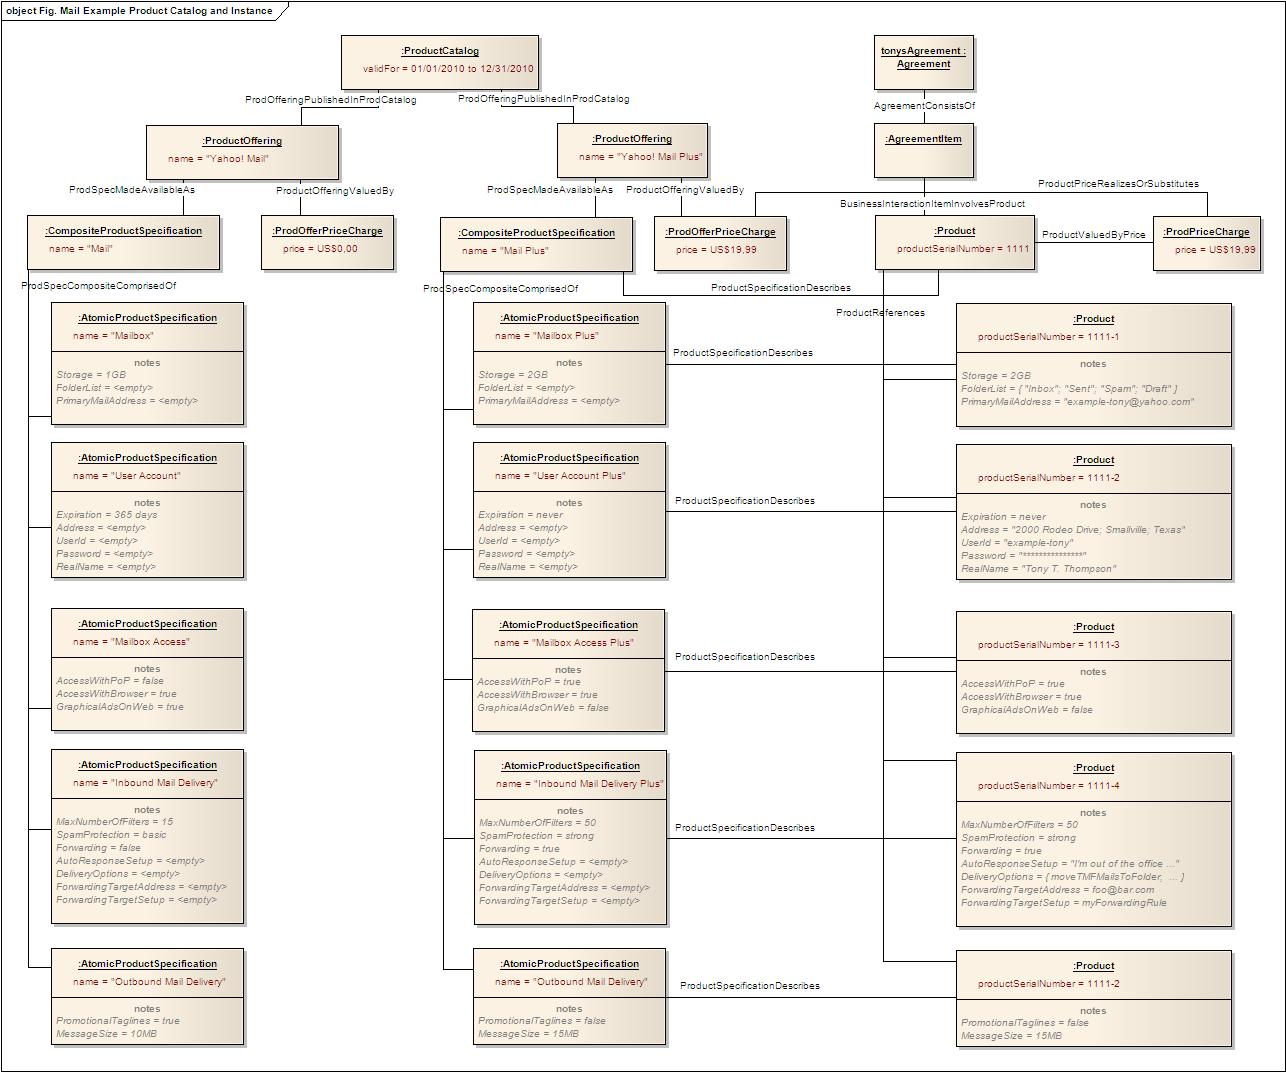 object Fig. Mail Example Product Catalog and Instance
:ProductCatalog
validFor = 01/01/2010 to 12/31/2010
tonysAgreement :
Agreement
ProdOfferingPublishedInProdCatalog
ProdOfferingPublishedInProdCatalog
AgreementConsistsOf
:ProductOffering
name = "Yahoo! Mail"
:ProductOffering
name = "Yahoo! Mail Plus"
:AgreementItem
ProdSpecMadeAvailableAs
ProductOfferingValuedBy
ProdSpecMadeAvailableAs
ProductOfferingValuedBy
ProductPriceRealizesOrSubstitutes
BusinessInteractionItemInvolvesProduct
:CompositeProductSpecification
name = "Mail"
:ProdOfferPriceCharge
price = US$0,00
:CompositeProductSpecification
name = "Mail Plus"
:ProdOfferPriceCharge
price = US$19,99
:Product
productSerialNumber = 1111
ProductValuedByPrice
:ProdPriceCharge
price = US$19,99
ProdSpecCompositeComprisedOf
ProdSpecCompositeComprisedOf
ProductSpecificationDescribes
ProductReferences
:AtomicProductSpecification
name = "Mailbox"
notes
Storage = 1GB
FolderList = <empty>
PrimaryMailAddress = <empty>
:AtomicProductSpecification
name = "Mailbox Plus"
notes
Storage = 2GB
FolderList = <empty>
PrimaryMailAddress = <empty>
ProductSpecificationDescribes
:Product
productSerialNumber = 1111-1
notes
Storage = 2GB
FolderList = { "Inbox"; "Sent"; "Spam"; "Draft" }
PrimaryMailAddress = "example-tony@yahoo.com"
:AtomicProductSpecification
name = "User Account"
notes
Expiration = 365 days
Address = <empty>
UserId = <empty>
Password = <empty>
RealName = <empty>
:AtomicProductSpecification
name = "User Account Plus"
notes
Expiration = never
Address = <empty>
UserId = <empty>
Password = <empty>
RealName = <empty>
ProductSpecificationDescribes
:Product
productSerialNumber = 1111-2
notes
Expiration = never
Address = "2000 Rodeo Drive; Smallville; Texas"
UserId = "example-tony"
Password = "***************"
RealName = "Tony T. Thompson"
:AtomicProductSpecification
name = "Mailbox Access"
notes
AccessWithPoP = false
AccessWithBrowser = true
GraphicalAdsOnWeb = true
:AtomicProductSpecification
name = "Mailbox Access Plus"
notes
AccessWithPoP = true
AccessWithBrowser = true
GraphicalAdsOnWeb = false
ProductSpecificationDescribes
:Product
productSerialNumber = 1111-3
notes
AccessWithPoP = true
AccessWithBrowser = true
GraphicalAdsOnWeb = false
:AtomicProductSpecification
name = "Inbound Mail Delivery"
notes
MaxNumberOfFilters = 15
SpamProtection = basic
Forwarding = false
AutoResponseSetup = <empty>
DeliveryOptions = <empty>
ForwardingTargetAddress = <empty>
ForwardingTargetSetup = <empty>
:AtomicProductSpecification
name = "Inbound Mail Delivery Plus"
notes
MaxNumberOfFilters = 50
SpamProtection = strong
Forwarding = true
AutoResponseSetup = <empty>
DeliveryOptions = <empty>
ForwardingTargetAddress = <empty>
ForwardingTargetSetup = <empty>
ProductSpecificationDescribes
:Product
productSerialNumber = 1111-4
notes
MaxNumberOfFilters = 50
SpamProtection = strong
Forwarding = true
AutoResponseSetup = "I'm out of the office ..."
DeliveryOptions = { moveTMFMailsToFolder, ... }
ForwardingTargetAddress = foo@bar.com
ForwardingTargetSetup = myForwardingRule
:AtomicProductSpecification
name = "Outbound Mail Delivery"
notes
PromotionalTaglines = true
MessageSize = 10MB
:AtomicProductSpecification
name = "Outbound Mail Delivery"
notes
PromotionalTaglines = false
MessageSize = 15MB
ProductSpecificationDescribes
:Product
productSerialNumber = 1111-2
notes
PromotionalTaglines = false
MessageSize = 15MB